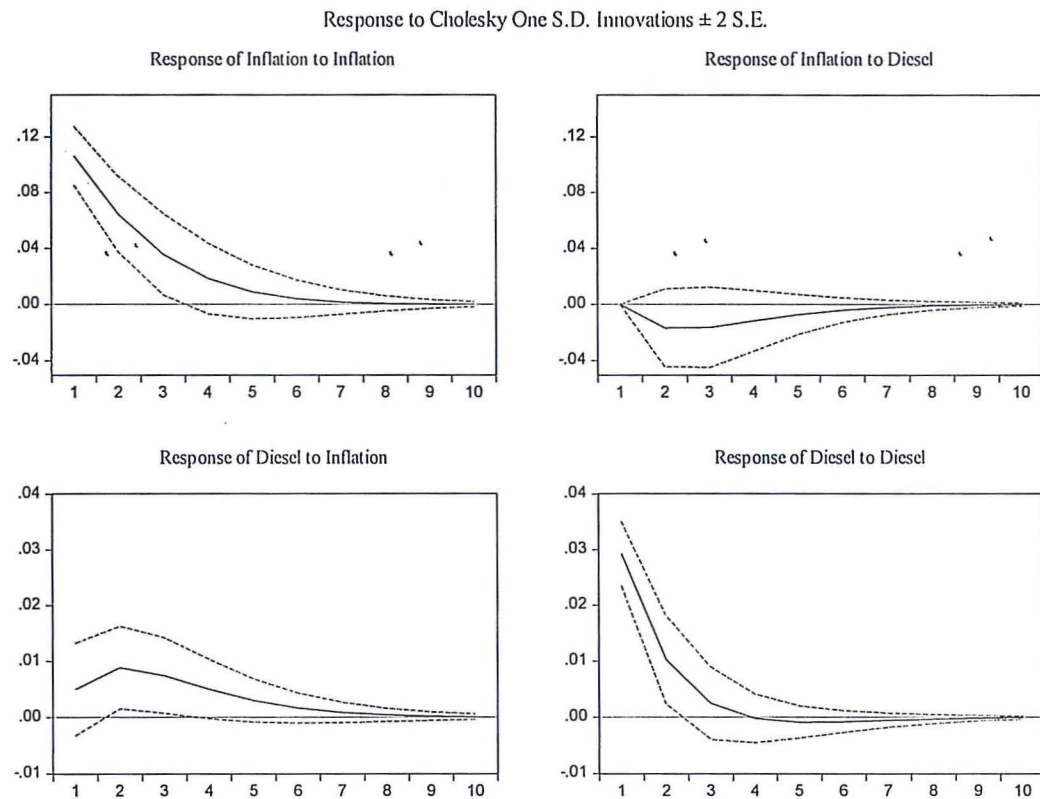 Response to Cholesky One S.D. Innovations ± 2 S.E.
Response of Inflation to Inflation
.12
.08
.04
.00
-.04
1 2 3 4 5 6 7 8 9 10
Response of Inflation to Diesel
.12
.08
.04
.00
-.04
1 2 3 4 5 6 7 8 9 10
Response of Diesel to Inflation
.04
.03
.02
.01
.00
-.01
1 2 3 4 5 6 7 8 9 10
Response of Diesel to Diesel
.04
.03
.02
.01
.00
-.01
1 2 3 4 5 6 7 8 9 10